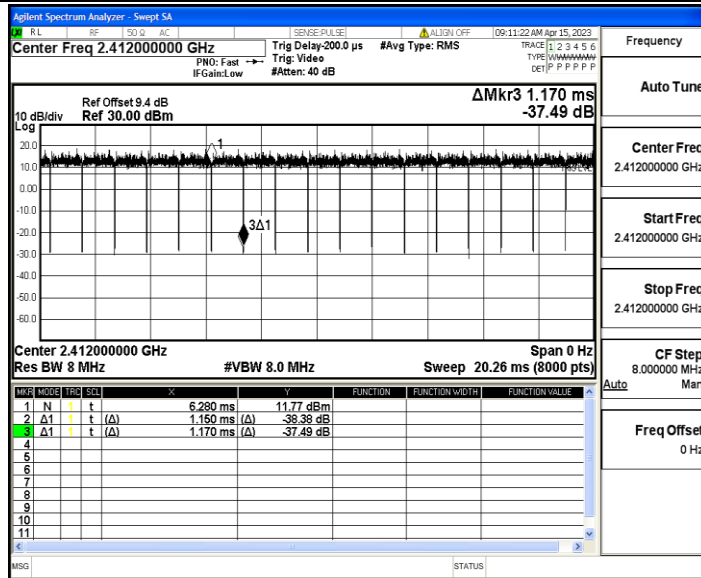 Agilent Spectrum Analyzer - Swept SA
RL RF 50 Ω AC SENSE:PULSE ALIGN OFF 09:11:22 AM Apr 15, 2023
Center Freq 2.412000000 GHz
PNO: Fast
IFGain:Low
Trig Delay-200.0 µs
Trig: Video
#Atten: 40 dB
#Avg Type: RMS
TRACE 1 2 3 4 5 6
TYPE WWWWWW
DET P P P P P P
Ref Offset 9.4 dB
10 dB/div Ref 30.00 dBm
Log
ΔMkr3 1.170 ms
-37.49 dB
20.0
10.0
0.00
-10.0
-20.0
-30.0
-40.0
-50.0
-60.0
1
3Δ1
Center 2.412000000 GHz Span 0 Hz
Res BW 8 MHz #VBW 8.0 MHz Sweep 20.26 ms (8000 pts)
MKR MODE TRC SCL X Y FUNCTION FUNCTION WIDTH FUNCTION VALUE
1 N 1 t 6.280 ms 11.77 dBm
2 Δ1 1 t (Δ) 1.150 ms (Δ) -38.38 dB
3 Δ1 1 t (Δ) 1.170 ms (Δ) -37.49 dB
4
5
6
7
8
9
10
11
MSG STATUS
Frequency
Auto Tune
Center Freq
2.412000000 GHz
Start Freq
2.412000000 GHz
Stop Freq
2.412000000 GHz
CF Step
8.000000 MHz
Auto Man
Freq Offset
0 Hz